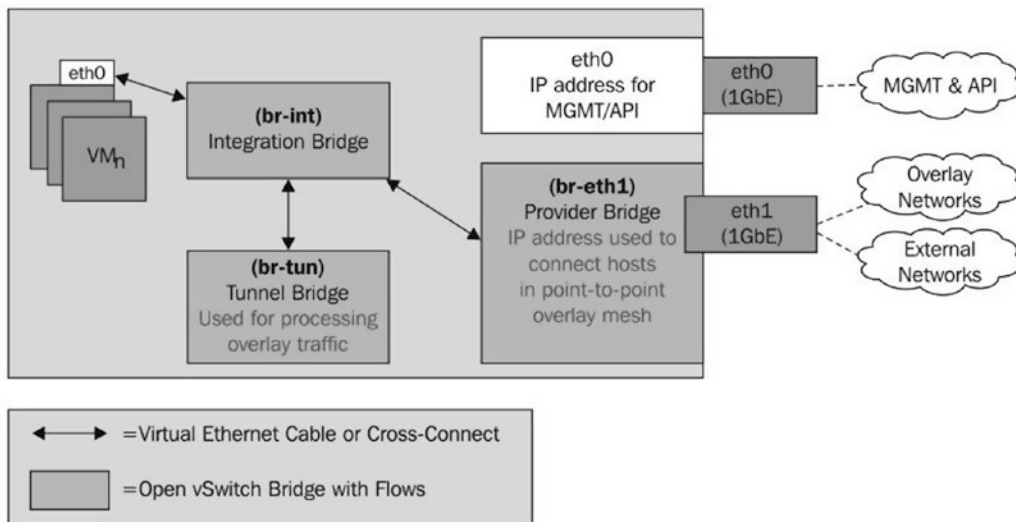 eth0
VMn
(br-int)
Integration Bridge
(br-tun)
Tunnel Bridge
Used for processing
overlay traffic
eth0
IP address for
MGMT/API
eth0
(1GbE)
MGMT & API
(br-eth1)
Provider Bridge
IP address used to
connect hosts
in point-to-point
overlay mesh
eth1
(1GbE)
Overlay
Networks
External
Networks
=Virtual Ethernet Cable or Cross-Connect
=Open vSwitch Bridge with Flows